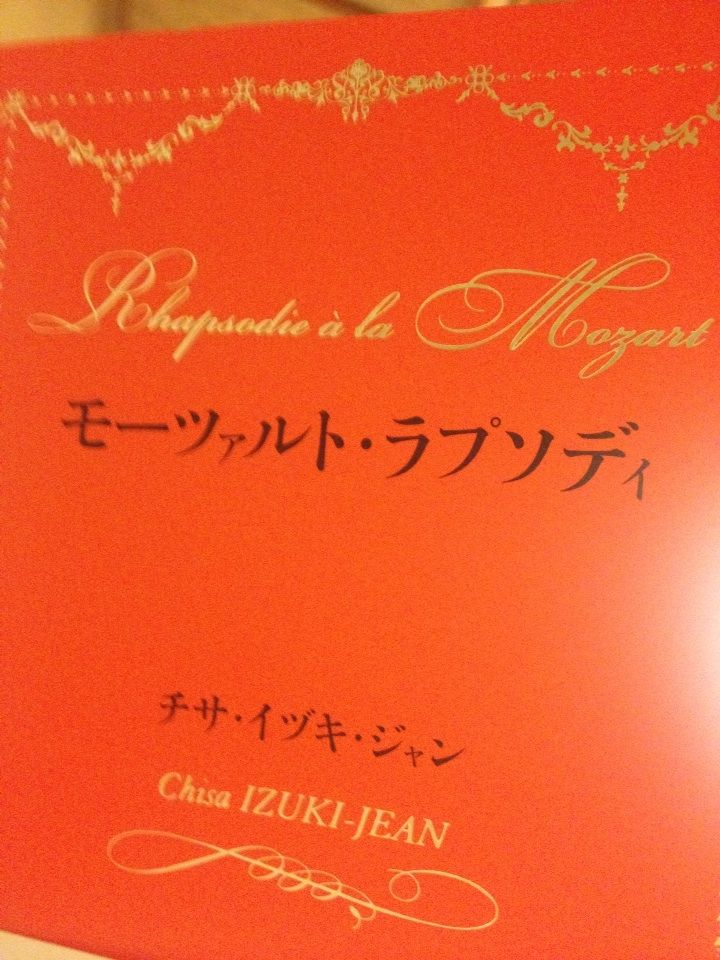 Rhapsodie à la Mozart
モーツァルト・ラプソディ
チサ・イヅキ・ジャン
Chisa IZUKI-JEAN